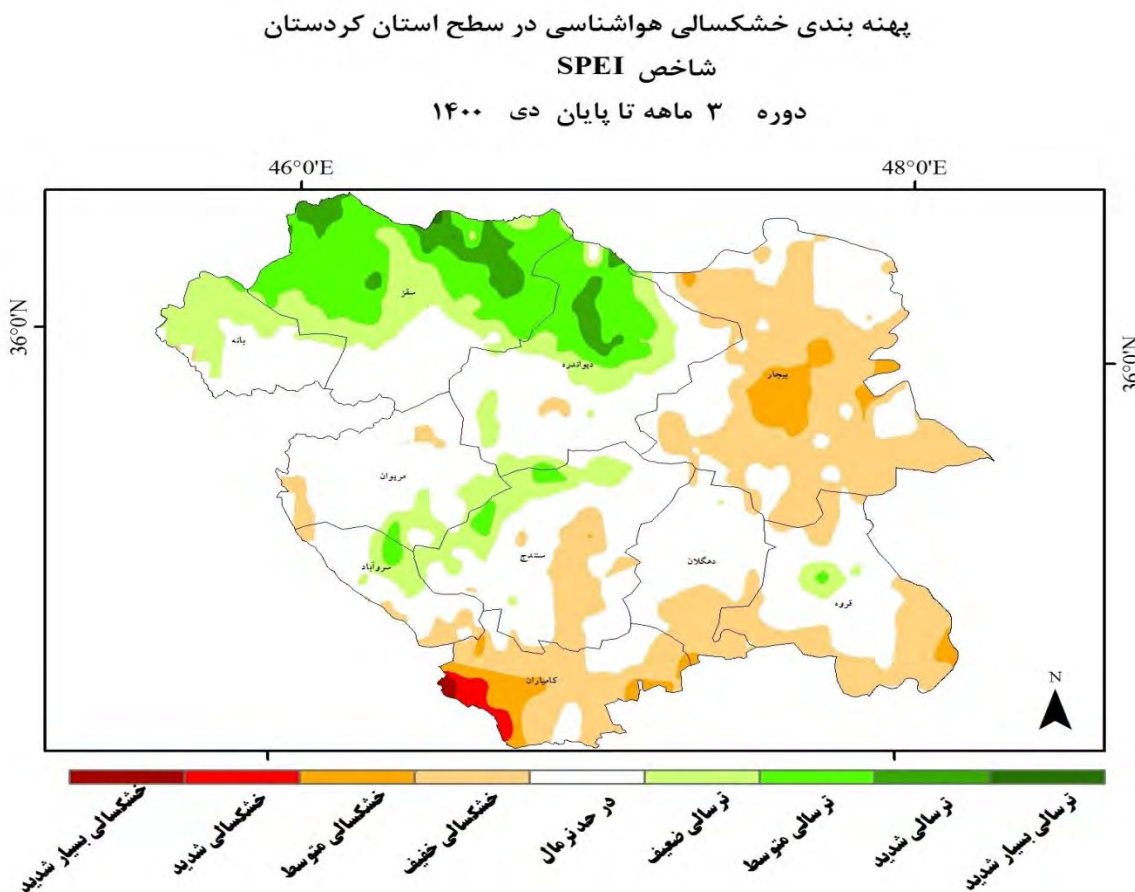 پهنه بندی خشکسالی هواشناسی در سطح استان کردستان
شاخص SPEI
دوره ۳ ماهه تا پایان دی ۱۴۰۰
46°0'E
48°0'E
36°0'N
36°0'N
سقز
بانه
دیواندره
بیجار
مریوان
سنندج
دهگلان
سروآباد
قروه
کامیاران
N
خشکسالی بسیار شدید
خشکسالی شدید
خشکسالی متوسط
خشکسالی خفیف
در حد نرمال
ترسالی ضعیف
ترسالی متوسط
ترسالی شدید
ترسالی بسیار شدید